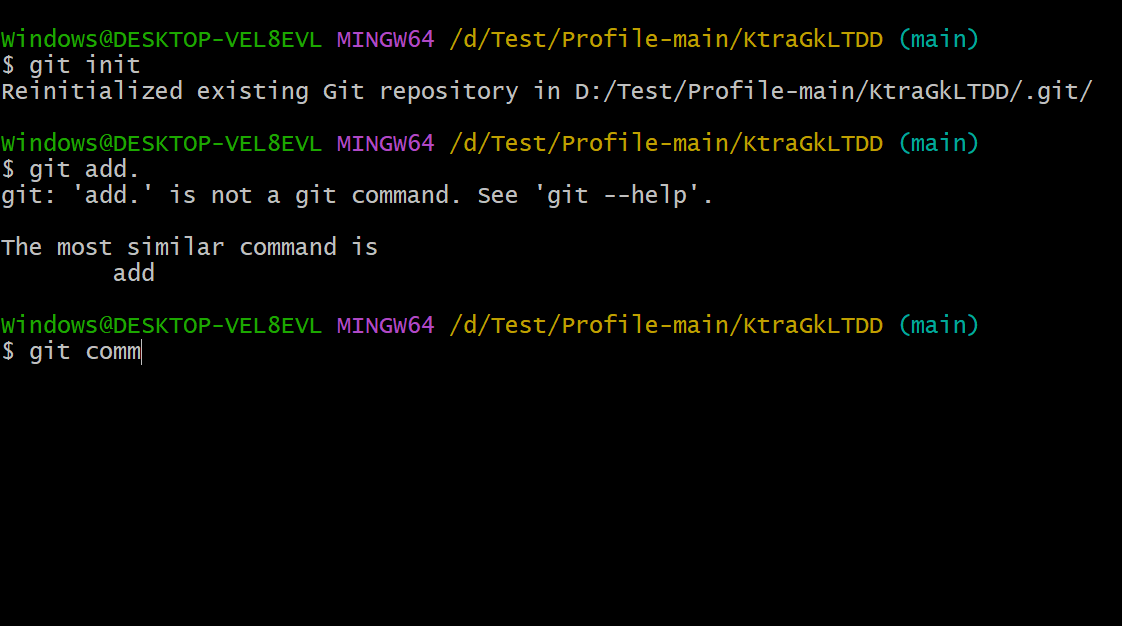 Windows@DESKTOP-VEL8EVL MINGW64 /d/Test/Profile-main/KtraGkLTDD (main)
$ git init
Reinitialized existing Git repository in D:/Test/Profile-main/KtraGkLTDD/.git/
Windows@DESKTOP-VEL8EVL MINGW64 /d/Test/Profile-main/KtraGkLTDD (main)
$ git add.
git: 'add.' is not a git command. See 'git --help'.
The most similar command is
add
Windows@DESKTOP-VEL8EVL MINGW64 /d/Test/Profile-main/KtraGkLTDD (main)
$ git comm